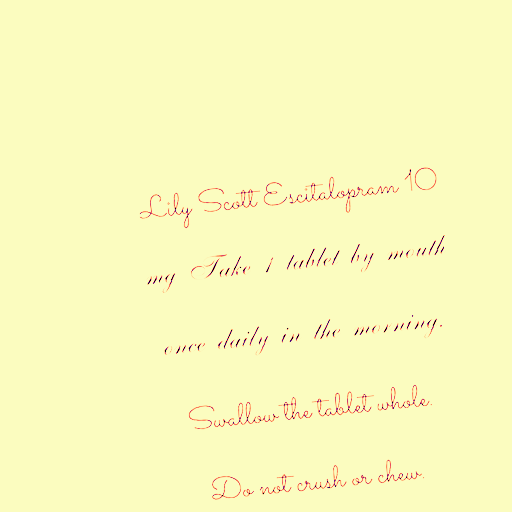 Lily Scott Escitalopram 10
mg Take 1 tablet by mouth
once daily in the morning.
Swallow the tablet whole.
Do not crush or chew.